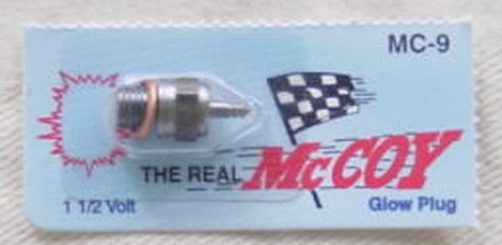 MC-9
THE REAL McCOY
1 1/2 Volt
Glow Plug